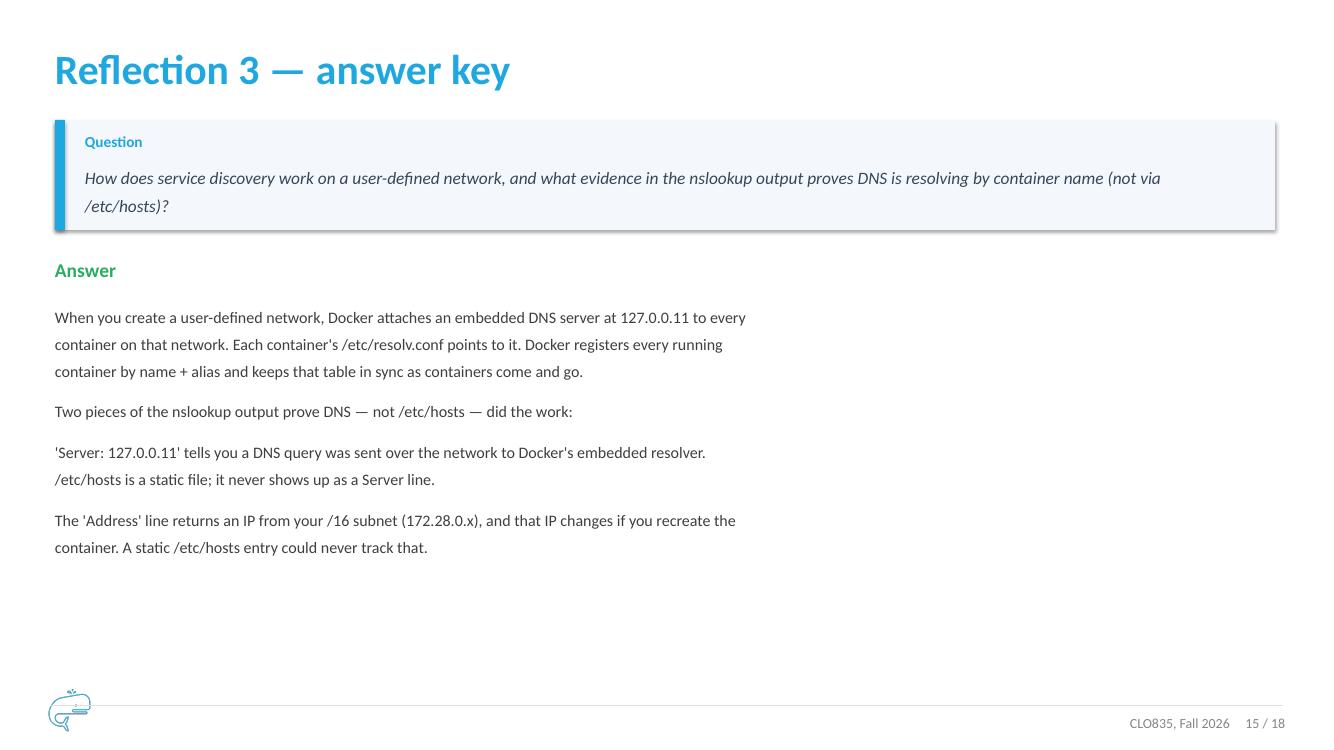 Reflection 3 — answer key
Question
How does service discovery work on a user-defined network, and what evidence in the nslookup output proves DNS is resolving by container name (not via
/etc/hosts)?
Answer
When you create a user-defined network, Docker attaches an embedded DNS server at 127.0.0.11 to every
container on that network. Each container's /etc/resolv.conf points to it. Docker registers every running
container by name + alias and keeps that table in sync as containers come and go.
Two pieces of the nslookup output prove DNS — not /etc/hosts — did the work:
'Server: 127.0.0.11' tells you a DNS query was sent over the network to Docker's embedded resolver.
/etc/hosts is a static file; it never shows up as a Server line.
The 'Address' line returns an IP from your /16 subnet (172.28.0.x), and that IP changes if you recreate the
container. A static /etc/hosts entry could never track that.
CLO835, Fall 2026 15 / 18